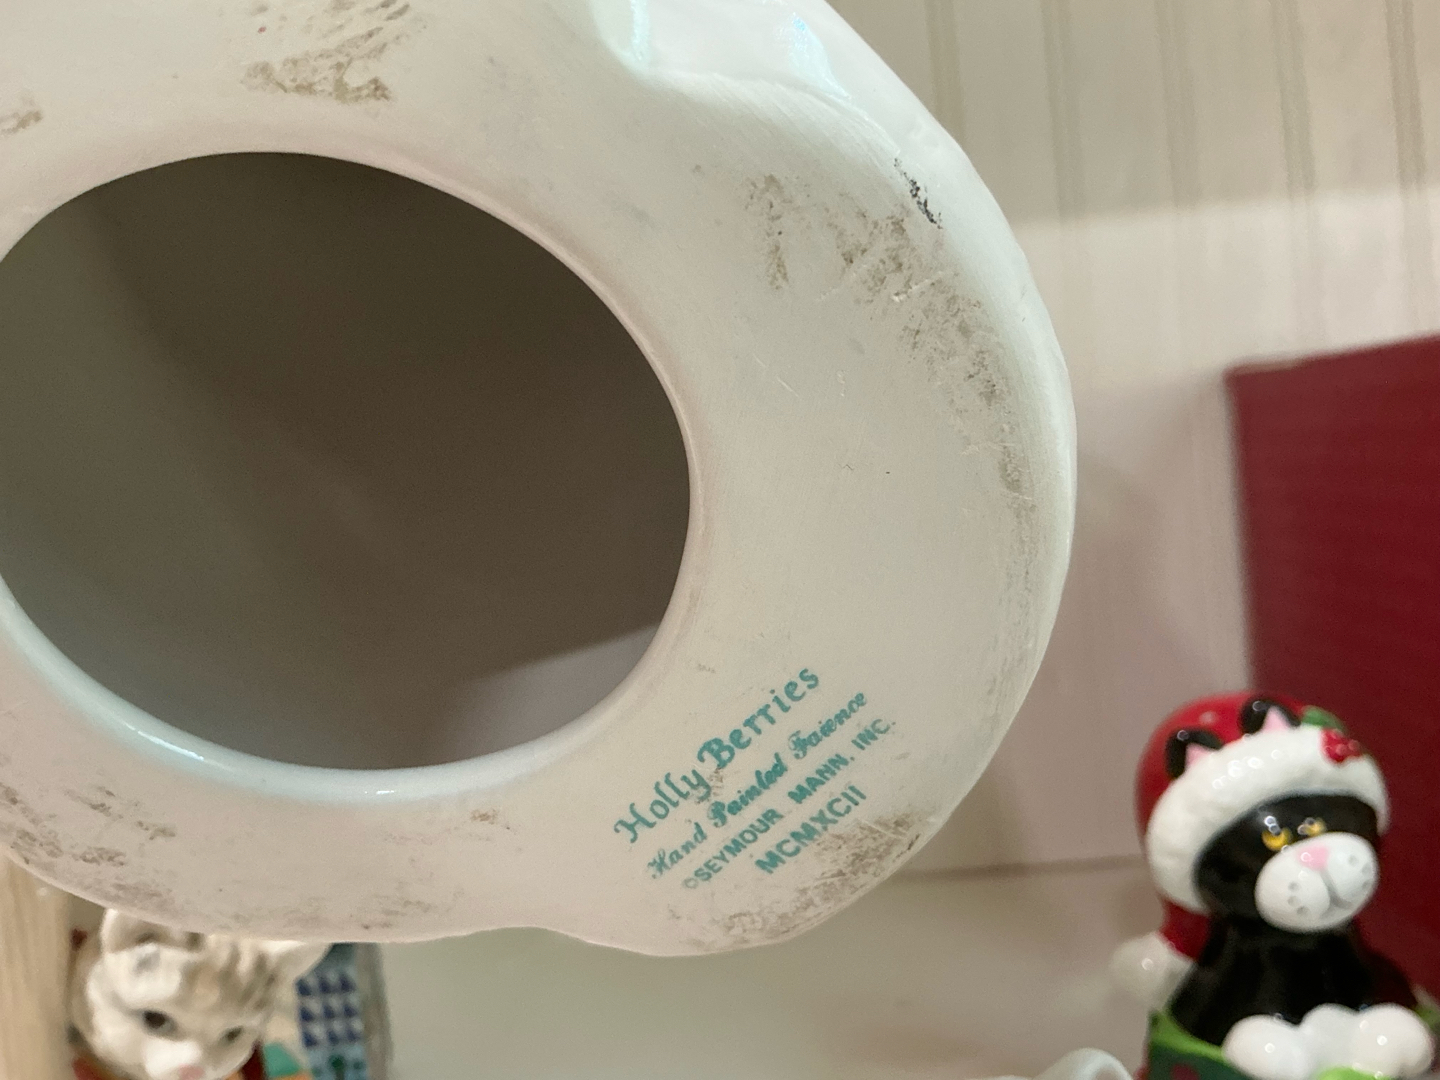 Holly Berries
Hand Painted Faience
©SEYMOUR MANN, INC.
MCMXCII